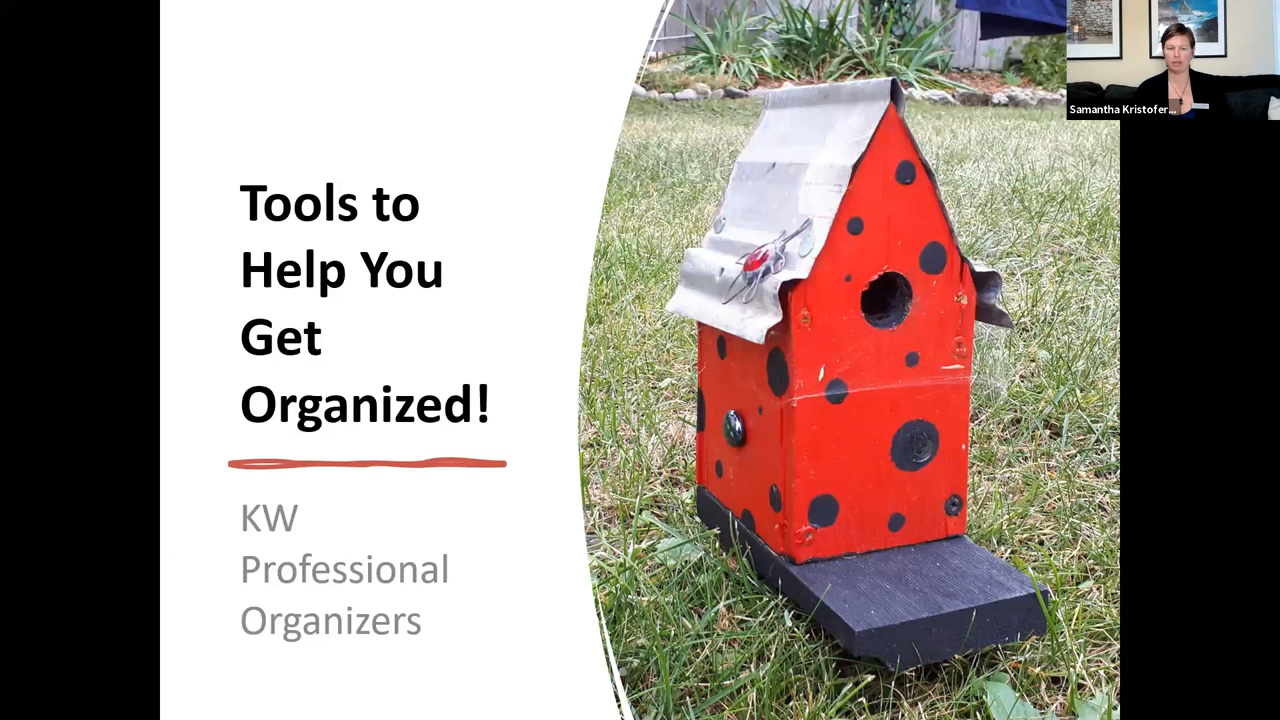 Tools to
Help You
Get
Organized!
KW
Professional
Organizers
Samantha Kristofer...